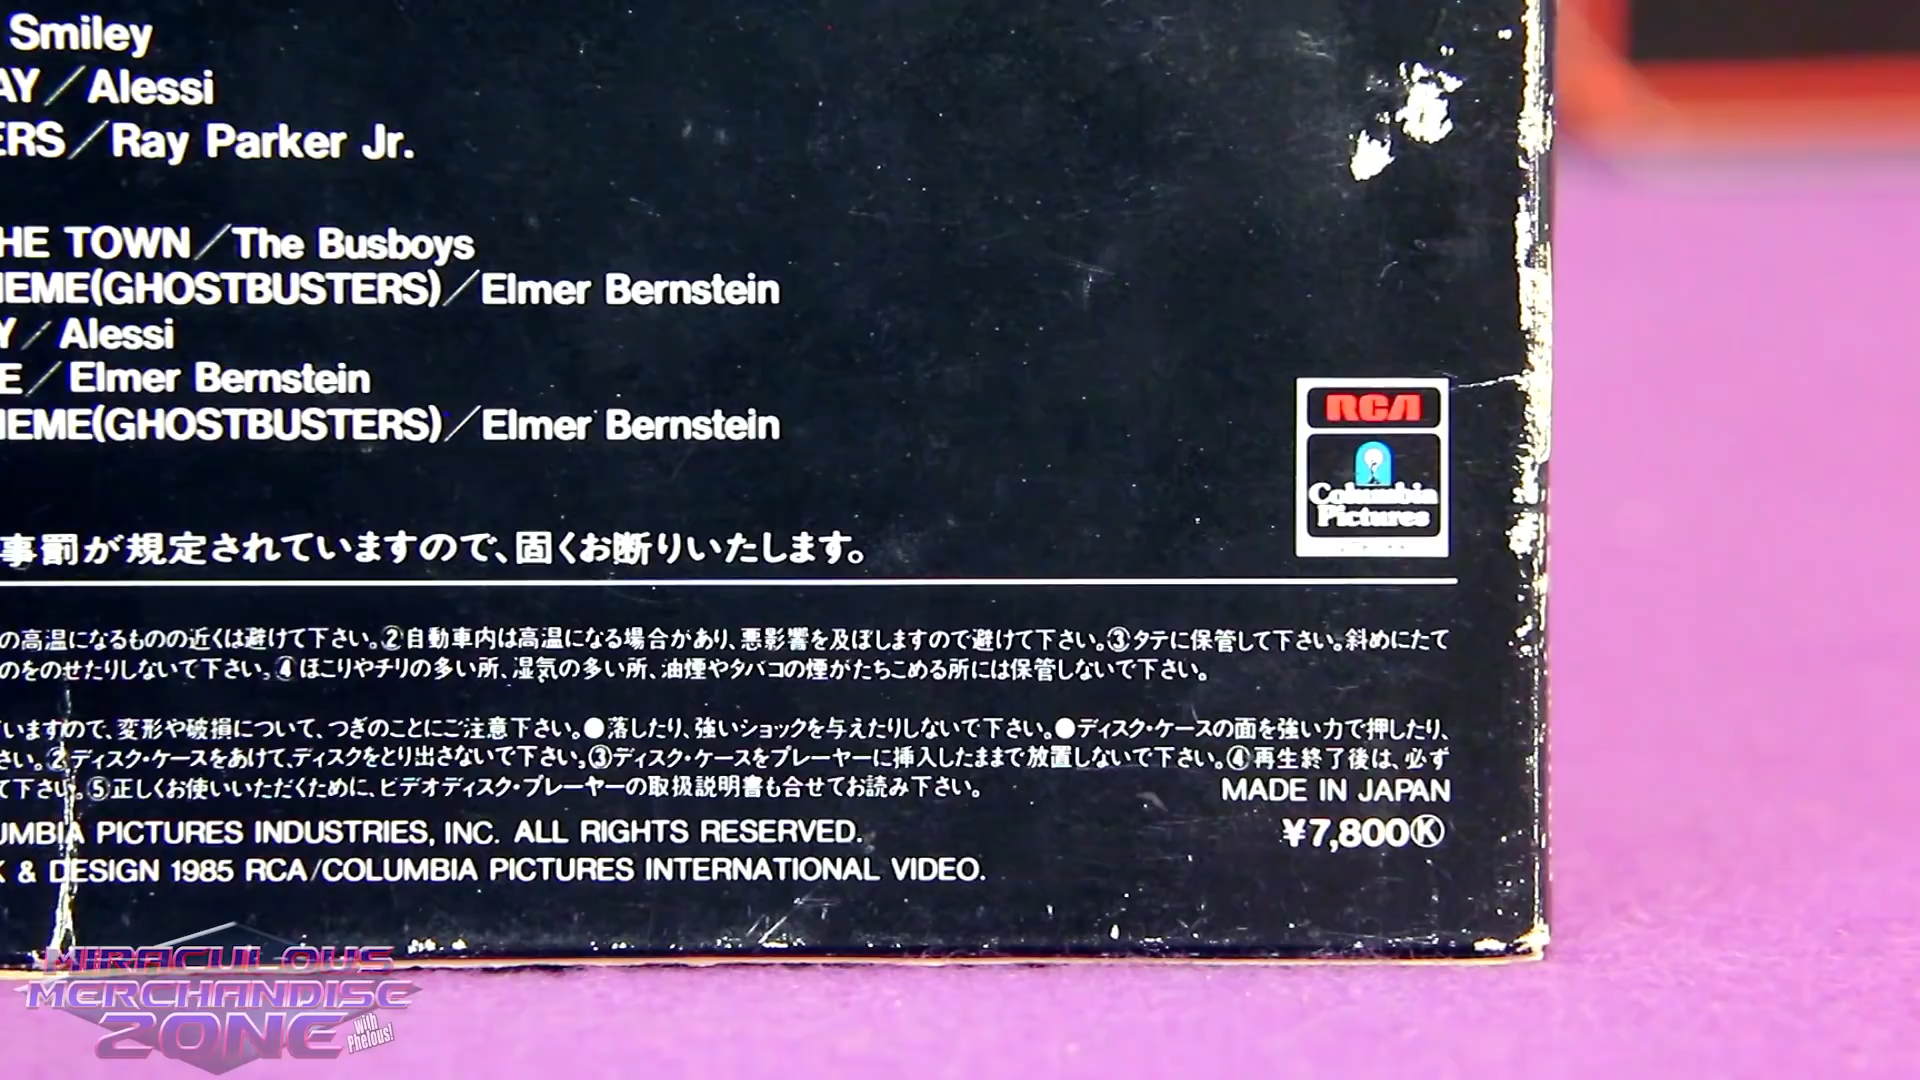 Smiley
AY／Alessi
ERS／Ray Parker Jr.
HE TOWN／The Busboys
HEME(GHOSTBUSTERS)／Elmer Bernstein
Y／Alessi
E／Elmer Bernstein
HEME(GHOSTBUSTERS)／Elmer Bernstein
RCA
Columbia
Pictures
事罰が規定されていますので、固くお断りいたします。
の高温になるものの近くは避けて下さい。②自動車内は高温になる場合があり、悪影響を及ぼしますので避けて下さい。③タテに保管して下さい。斜めにたて
のをのせたりしないで下さい。④ほこりやチリの多い所、湿気の多い所、油煙やタバコの煙がたちこめる所には保管しないで下さい。
いますので、変形や破損について、つぎのことにご注意下さい。●落したり、強いショックを与えたりしないで下さい。●ディスク・ケースの面を強い力で押したり、
さい。②ディスク・ケースをあけて、ディスクをとり出さないで下さい。③ディスク・ケースをプレーヤーに挿入したままで放置しないで下さい。④再生終了後は、必ず
て下さい。⑤正しくお使いいただくために、ビデオディスク・プレーヤーの取扱説明書も合せてお読み下さい。
MADE IN JAPAN
UMBIA PICTURES INDUSTRIES, INC. ALL RIGHTS RESERVED.
¥7,800Ⓚ
K & DESIGN 1985 RCA/COLUMBIA PICTURES INTERNATIONAL VIDEO.
MIRACULOUS
MERCHANDISE
ZONE
with
Phelous!